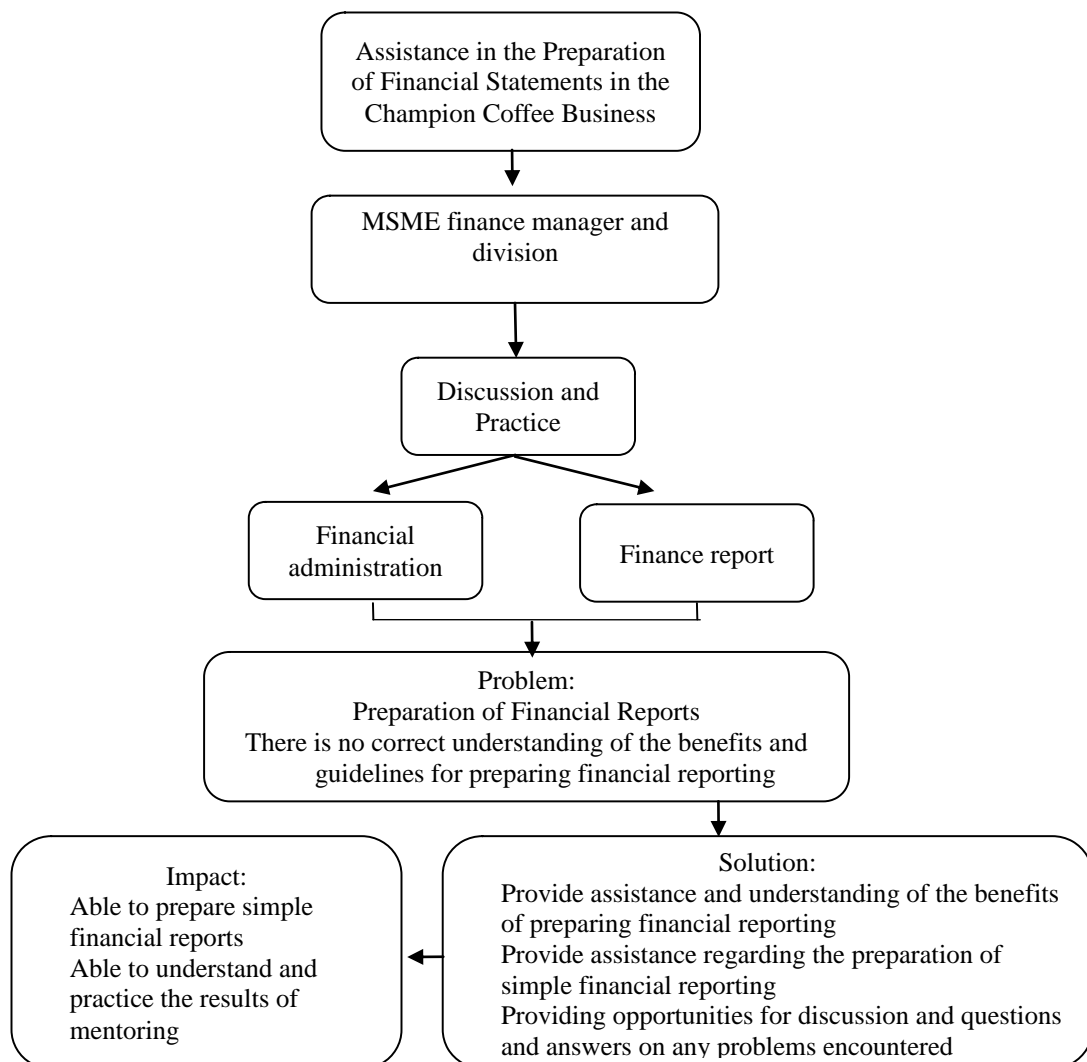 Assistance in the Preparation
of Financial Statements in the
Champion Coffee Business
MSME finance manager and
division
Discussion and
Practice
Financial
administration
Finance report
Problem:
Preparation of Financial Reports
There is no correct understanding of the benefits and
guidelines for preparing financial reporting
Impact:
Able to prepare simple
financial reports
Able to understand and
practice the results of
mentoring
Solution:
Provide assistance and understanding of the benefits
of preparing financial reporting
Provide assistance regarding the preparation of
simple financial reporting
Providing opportunities for discussion and questions
and answers on any problems encountered